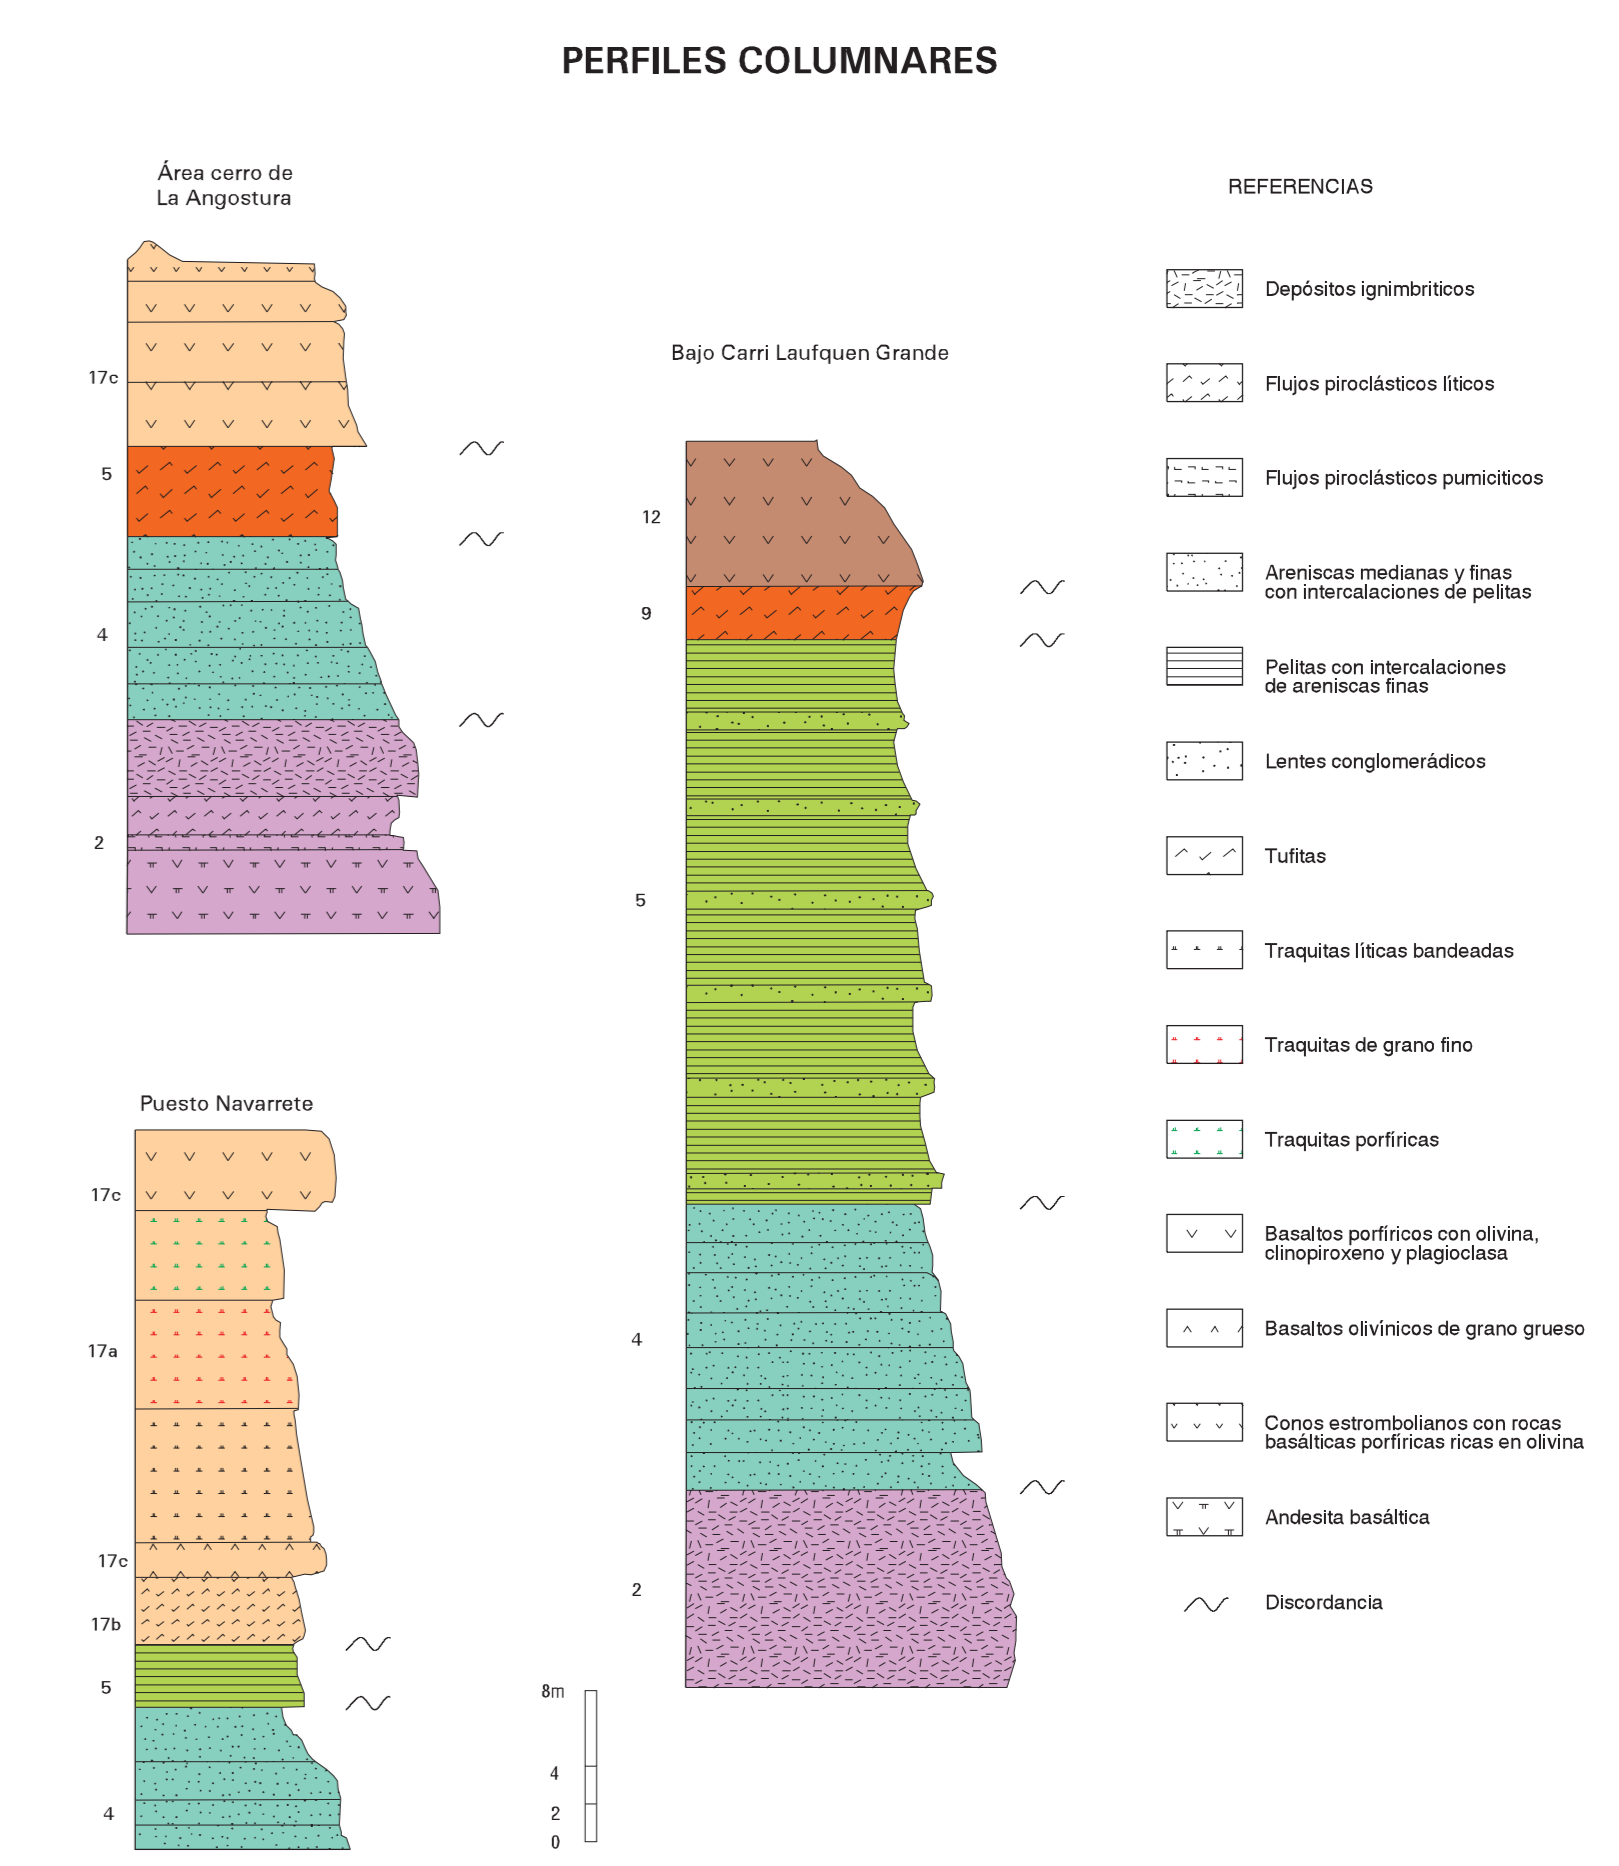 PERFILES COLUMNARES
Área cerro de
La Angostura
17c
5
4
2
Puesto Navarrete
17c
17a
17c
17b
5
4
Bajo Carri Laufquen Grande
12
9
5
4
2
8m
4
2
0
REFERENCIAS
Depósitos ignimbriticos
Flujos piroclásticos líticos
Flujos piroclásticos pumiciticos
Areniscas medianas y finas
con intercalaciones de pelitas
Pelitas con intercalaciones
de areniscas finas
Lentes conglomerádicos
Tufitas
Traquitas líticas bandeadas
Traquitas de grano fino
Traquitas porfíricas
Basaltos porfíricos con olivina,
clinopiroxeno y plagioclasa
Basaltos olivínicos de grano grueso
Conos estrombolianos con rocas
basálticas porfíricas ricas en olivina
Andesita basáltica
Discordancia